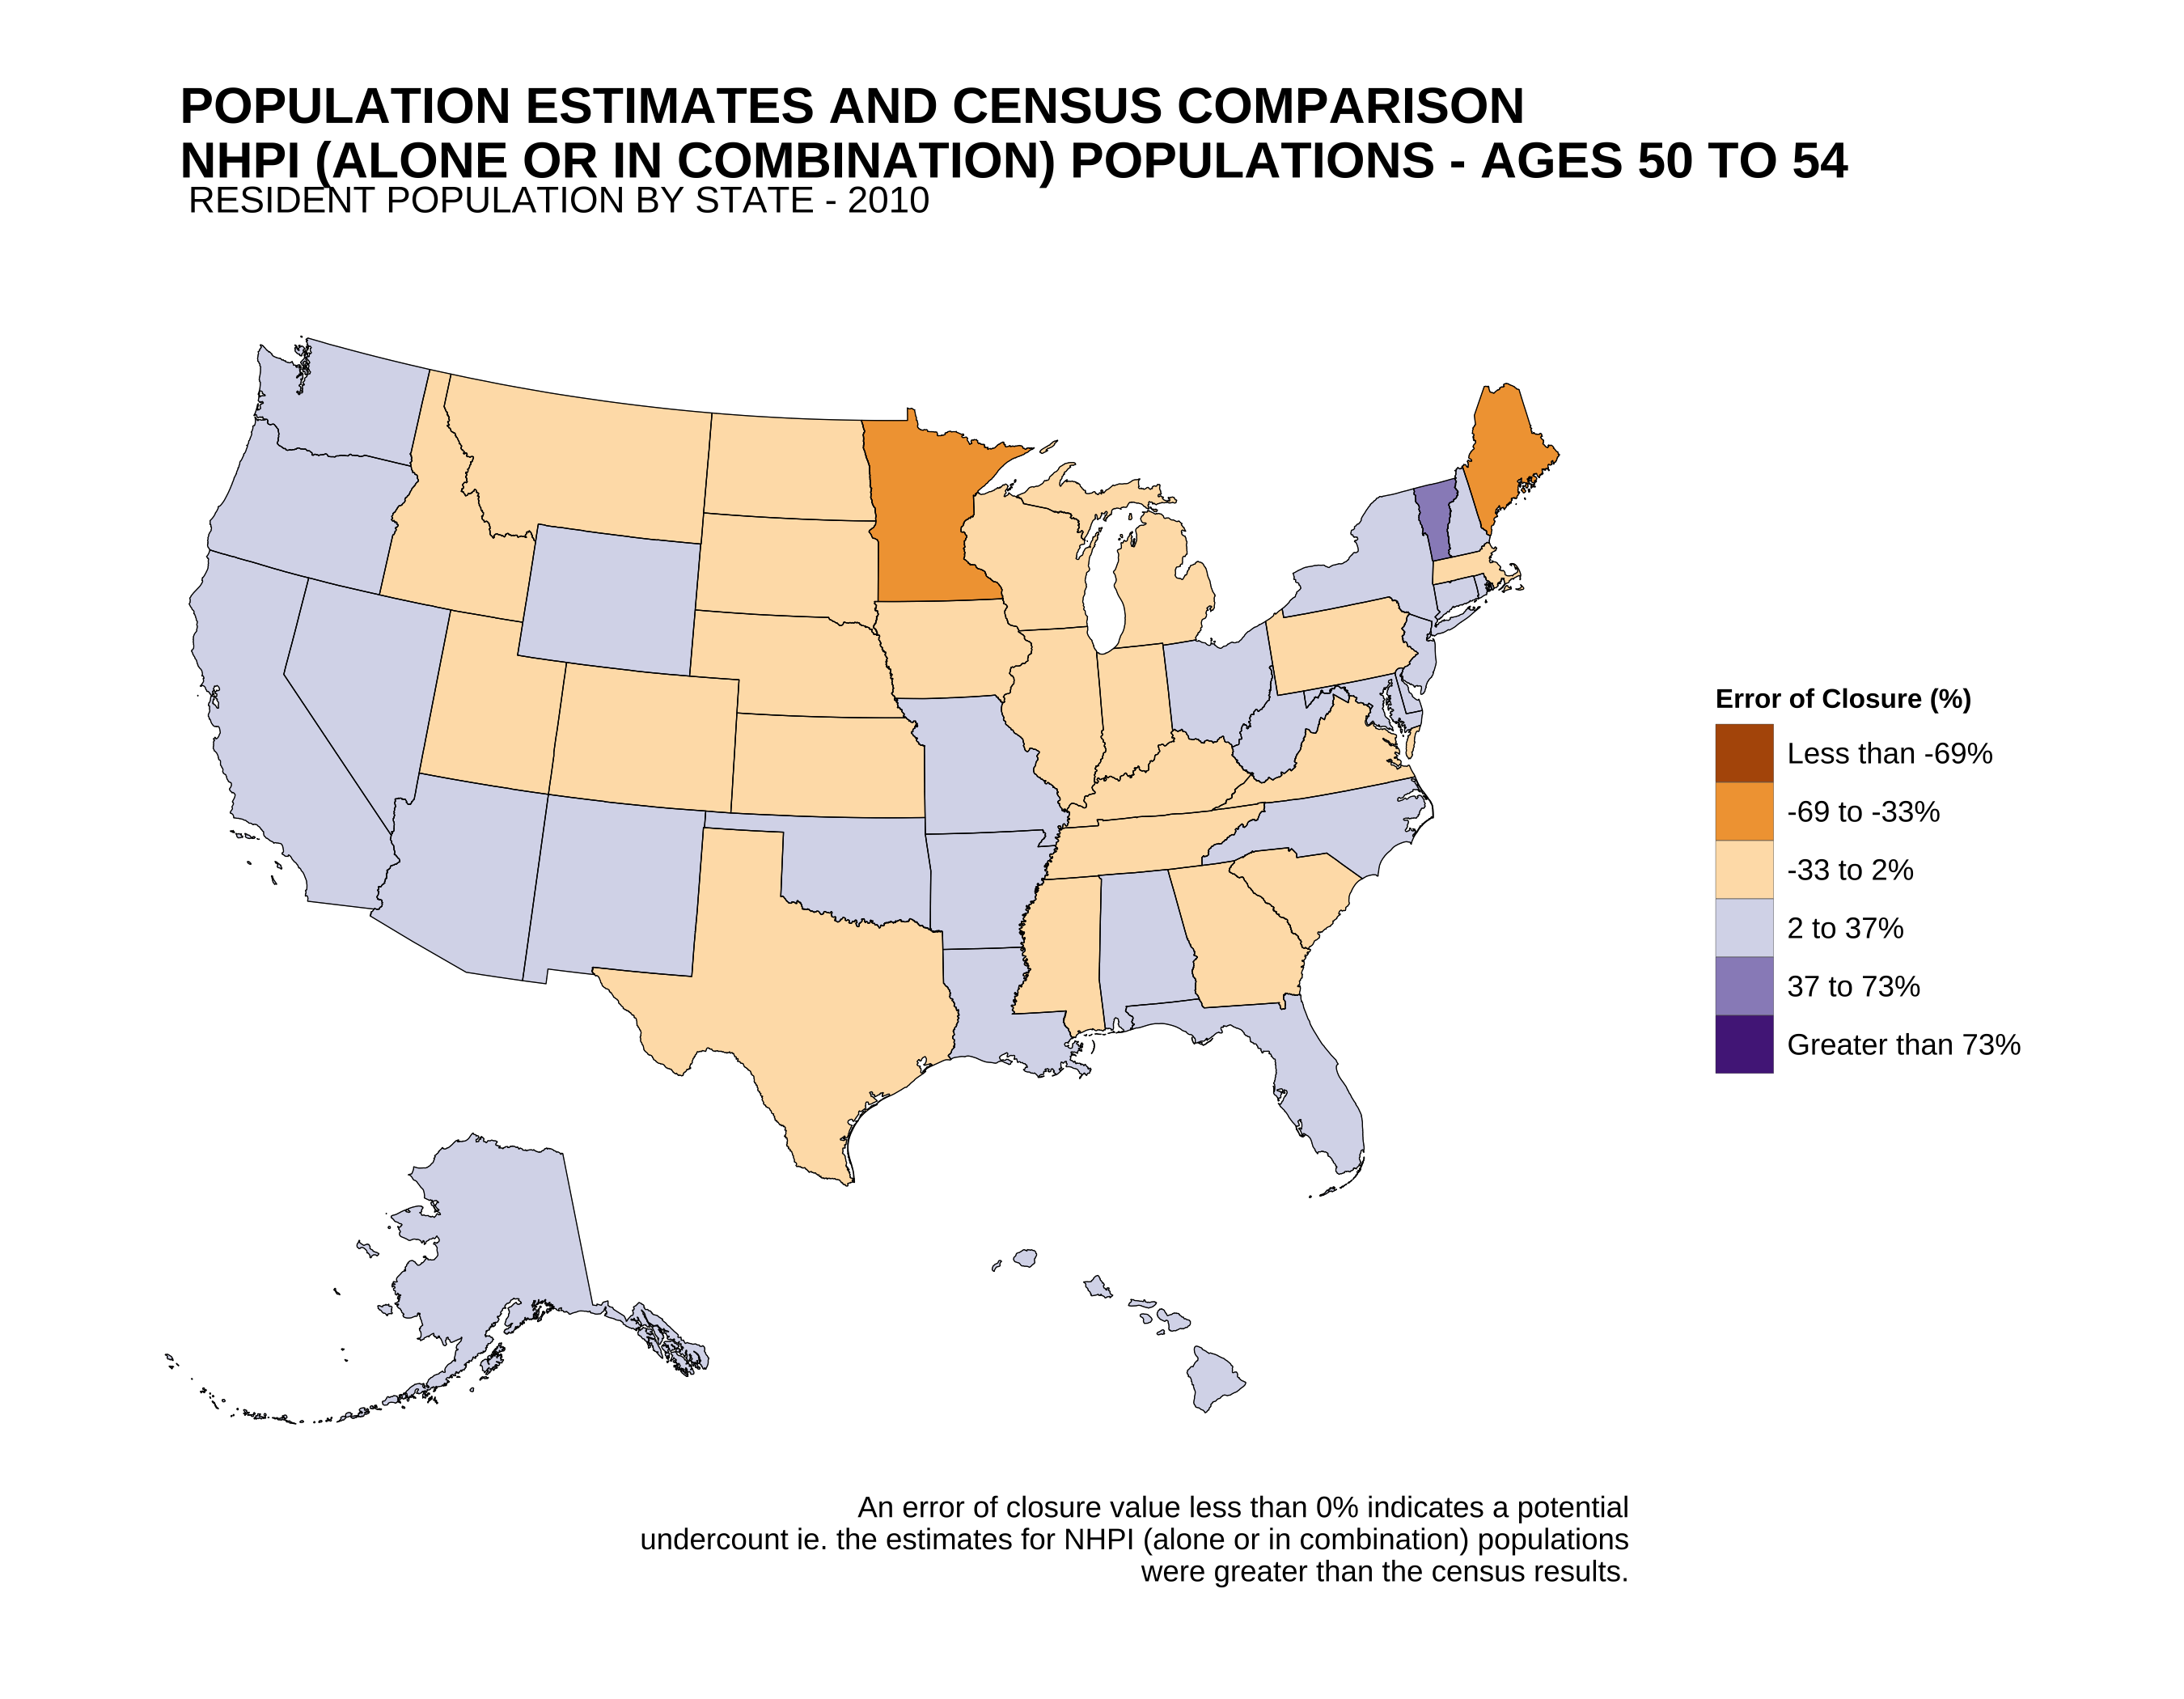 POPULATION ESTIMATES AND CENSUS COMPARISON
NHPI (ALONE OR IN COMBINATION) POPULATIONS - AGES 50 TO 54
RESIDENT POPULATION BY STATE - 2010
Error of Closure (%)
Less than -69%
-69 to -33%
-33 to 2%
2 to 37%
37 to 73%
Greater than 73%
An error of closure value less than 0% indicates a potential
undercount ie. the estimates for NHPI (alone or in combination) populations
were greater than the census results.